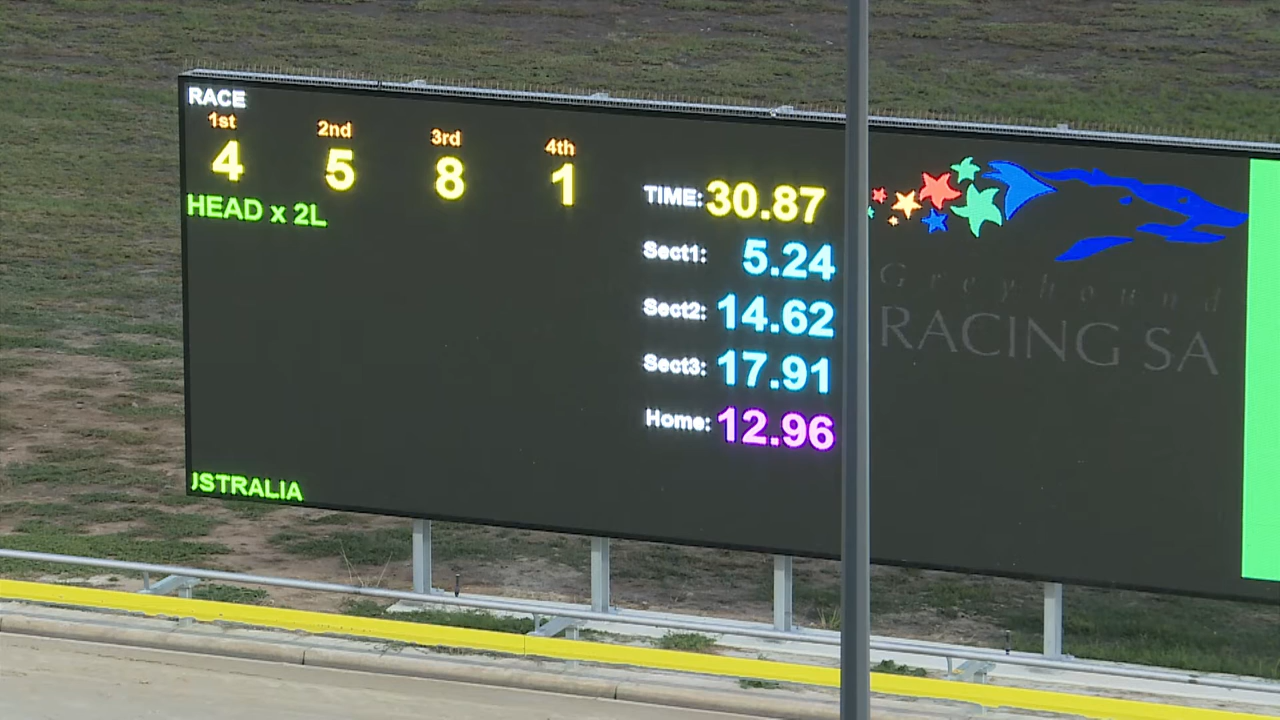 RACE
1st 2nd 3rd 4th
4 5 8 1
HEAD x 2L
TIME: 30.87
Sect1: 5.24
Sect2: 14.62
Sect3: 17.91
Home: 12.96
USTRALIA
Greyhound
RACING SA